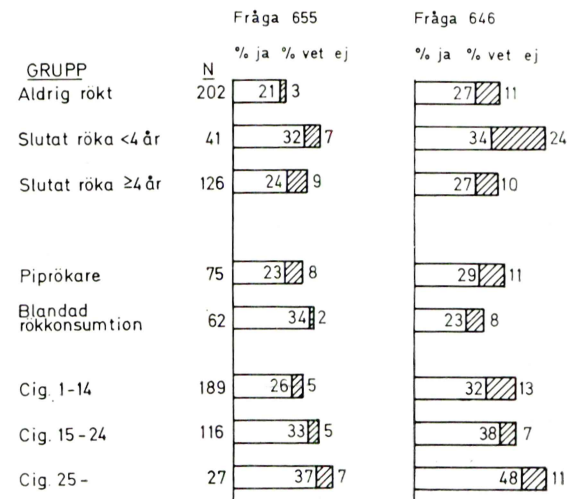 Fråga 655 Fråga 646
% ja % vet ej % ja % vet ej
GRUPP N
Aldrig rökt 202 21 3 27 11
Slutat röka <4 år 41 32 7 34 24
Slutat röka ≥4 år 126 24 9 27 10
Piprökare 75 23 8 29 11
Blandad
rökkonsumtion 62 34 2 23 8
Cig. 1-14 189 26 5 32 13
Cig. 15-24 116 33 5 38 7
Cig. 25- 27 37 7 48 11